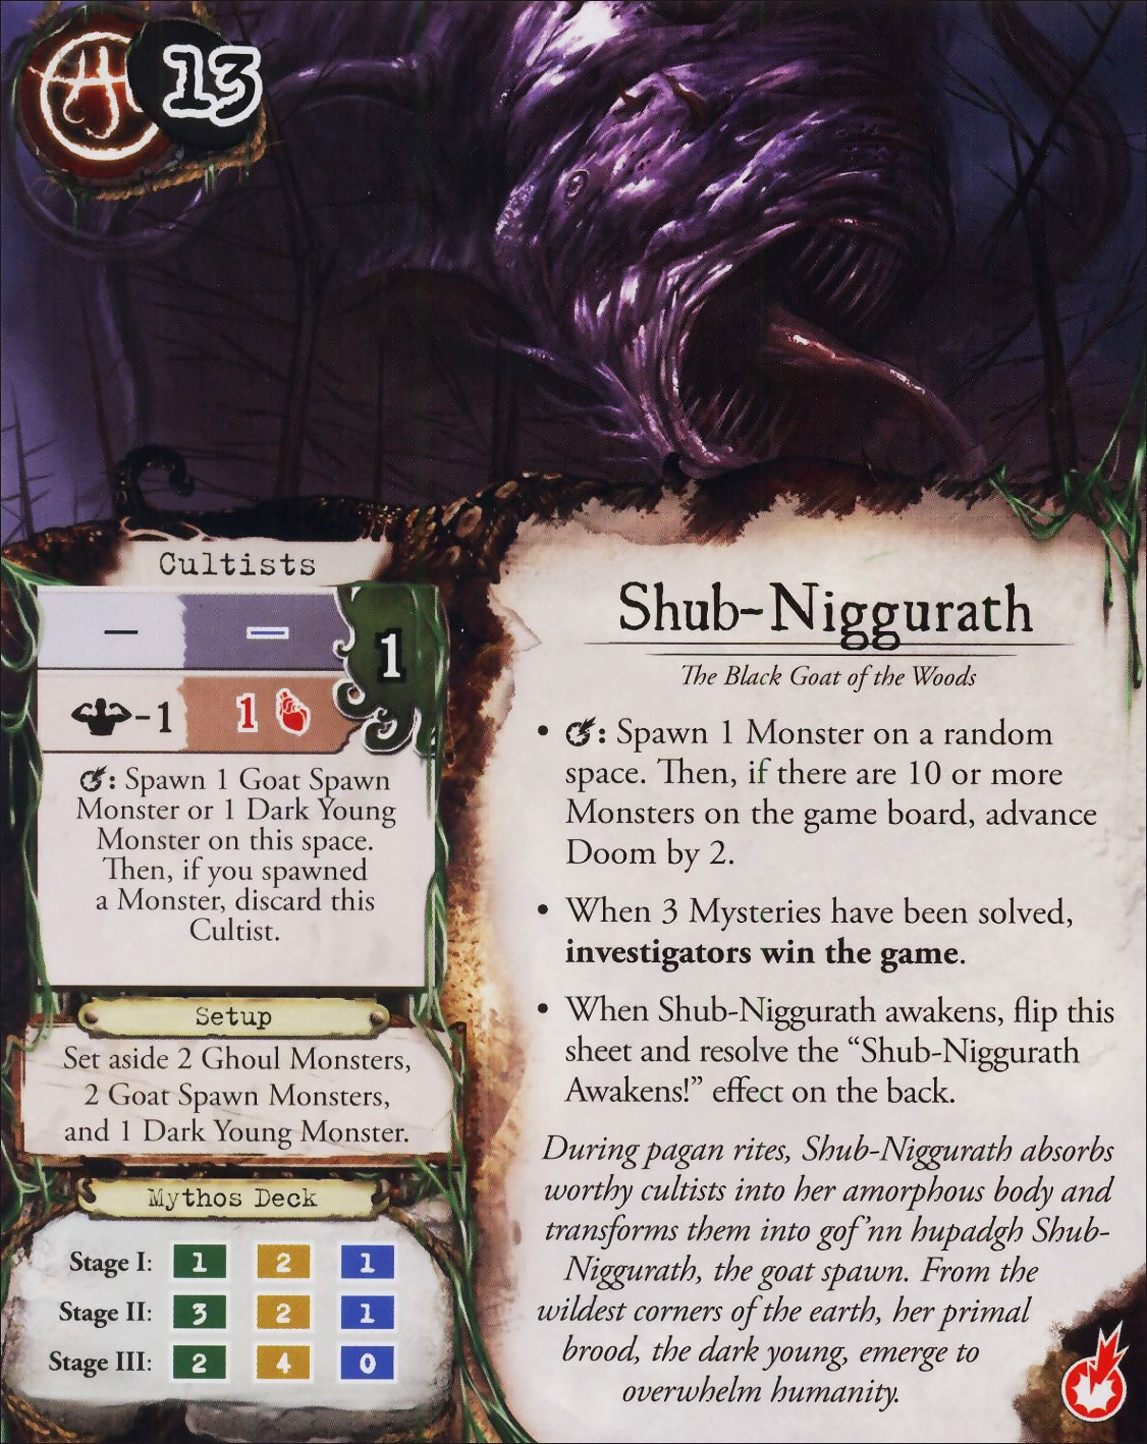 13
Cultists
— —
1
-1 1
: Spawn 1 Goat Spawn
Monster or 1 Dark Young
Monster on this space.
Then, if you spawned
a Monster, discard this
Cultist.
Setup
Set aside 2 Ghoul Monsters,
2 Goat Spawn Monsters,
and 1 Dark Young Monster.
Mythos Deck
Stage I: 1 2 1
Stage II: 3 2 1
Stage III: 2 4 0
Shub-Niggurath
The Black Goat of the Woods
• : Spawn 1 Monster on a random
space. Then, if there are 10 or more
Monsters on the game board, advance
Doom by 2.
• When 3 Mysteries have been solved,
investigators win the game.
• When Shub-Niggurath awakens, flip this
sheet and resolve the “Shub-Niggurath
Awakens!” effect on the back.
During pagan rites, Shub-Niggurath absorbs
worthy cultists into her amorphous body and
transforms them into gof’nn hupadgh Shub-
Niggurath, the goat spawn. From the
wildest corners of the earth, her primal
brood, the dark young, emerge to
overwhelm humanity.